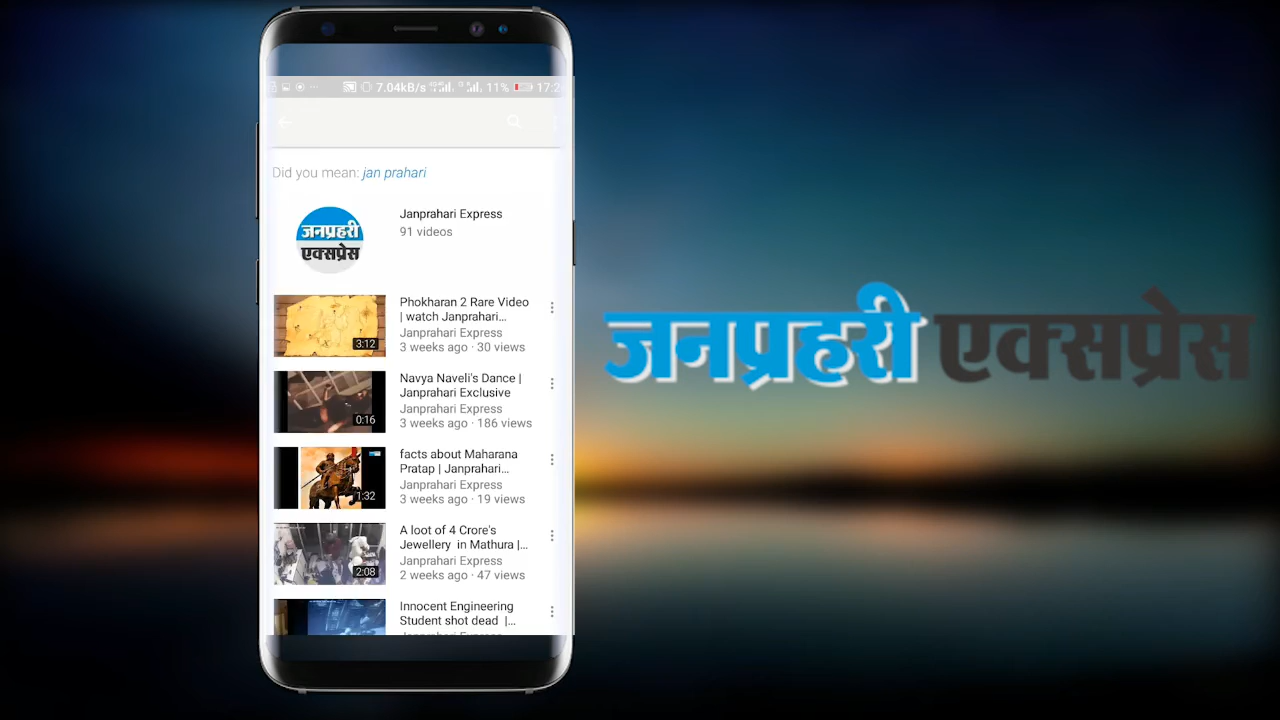 7.04kB/s 11% 17:2
Did you mean: jan prahari
जनप्रहरी
एक्सप्रेस
Janprahari Express
91 videos
3:12
Phokharan 2 Rare Video
| watch Janprahari...
Janprahari Express
3 weeks ago · 30 views
0:16
Navya Naveli's Dance |
Janprahari Exclusive
Janprahari Express
3 weeks ago · 186 views
1:32
facts about Maharana
Pratap | Janprahari...
Janprahari Express
3 weeks ago · 19 views
2:08
A loot of 4 Crore's
Jewellery in Mathura |...
Janprahari Express
2 weeks ago · 47 views
Innocent Engineering
Student shot dead |...
Janprahari Express
जनप्रहरी एक्सप्रेस